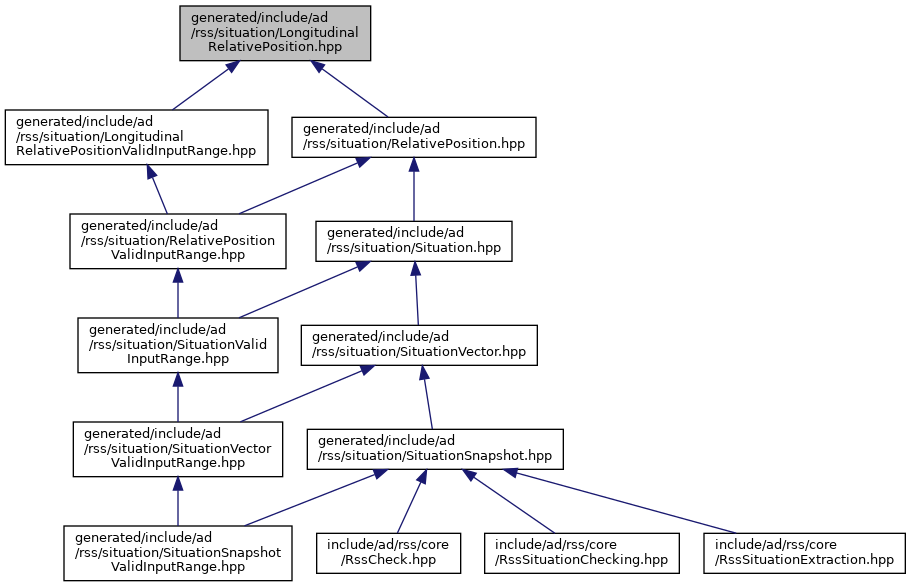 generated/include/ad
/rss/situation/Longitudinal
RelativePosition.hpp
generated/include/ad
/rss/situation/Longitudinal
RelativePositionValidInputRange.hpp
generated/include/ad
/rss/situation/RelativePosition.hpp
generated/include/ad
/rss/situation/RelativePosition
ValidInputRange.hpp
generated/include/ad
/rss/situation/Situation.hpp
generated/include/ad
/rss/situation/SituationValid
InputRange.hpp
generated/include/ad
/rss/situation/SituationVector.hpp
generated/include/ad
/rss/situation/SituationVector
ValidInputRange.hpp
generated/include/ad
/rss/situation/SituationSnapshot.hpp
generated/include/ad
/rss/situation/SituationSnapshot
ValidInputRange.hpp
include/ad/rss/core
/RssCheck.hpp
include/ad/rss/core
/RssSituationChecking.hpp
include/ad/rss/core
/RssSituationExtraction.hpp